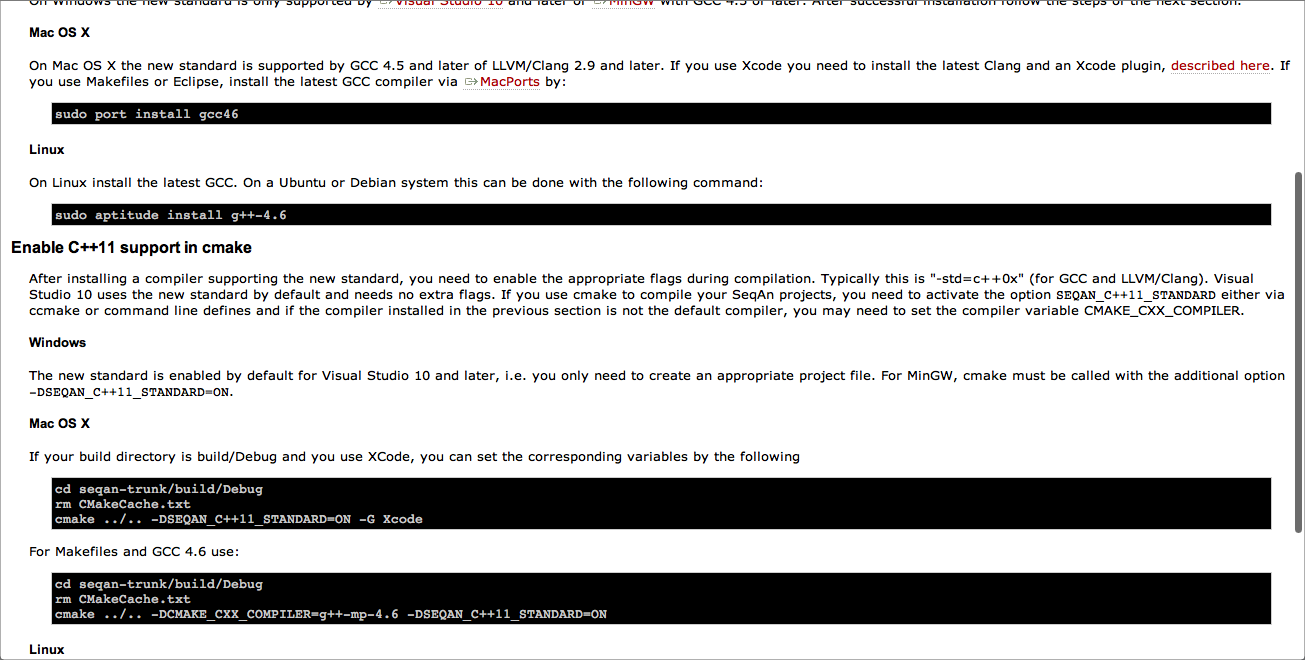 On Windows the new standard is only supported by Visual Studio 10 and later or MinGW with GCC 4.5 or later. After successful installation follow the steps of the next section.
Mac OS X
On Mac OS X the new standard is supported by GCC 4.5 and later of LLVM/Clang 2.9 and later. If you use Xcode you need to install the latest Clang and an Xcode plugin, described here. If
you use Makefiles or Eclipse, install the latest GCC compiler via MacPorts by:
sudo port install gcc46
Linux
On Linux install the latest GCC. On a Ubuntu or Debian system this can be done with the following command:
sudo aptitude install g++-4.6
Enable C++11 support in cmake
After installing a compiler supporting the new standard, you need to enable the appropriate flags during compilation. Typically this is "-std=c++0x" (for GCC and LLVM/Clang). Visual
Studio 10 uses the new standard by default and needs no extra flags. If you use cmake to compile your SeqAn projects, you need to activate the option SEQAN_C++11_STANDARD either via
ccmake or command line defines and if the compiler installed in the previous section is not the default compiler, you may need to set the compiler variable CMAKE_CXX_COMPILER.
Windows
The new standard is enabled by default for Visual Studio 10 and later, i.e. you only need to create an appropriate project file. For MinGW, cmake must be called with the additional option
-DSEQAN_C++11_STANDARD=ON.
Mac OS X
If your build directory is build/Debug and you use XCode, you can set the corresponding variables by the following
cd seqan-trunk/build/Debug
rm CMakeCache.txt
cmake ../.. -DSEQAN_C++11_STANDARD=ON -G Xcode
For Makefiles and GCC 4.6 use:
cd seqan-trunk/build/Debug
rm CMakeCache.txt
cmake ../.. -DCMAKE_CXX_COMPILER=g++-mp-4.6 -DSEQAN_C++11_STANDARD=ON
Linux